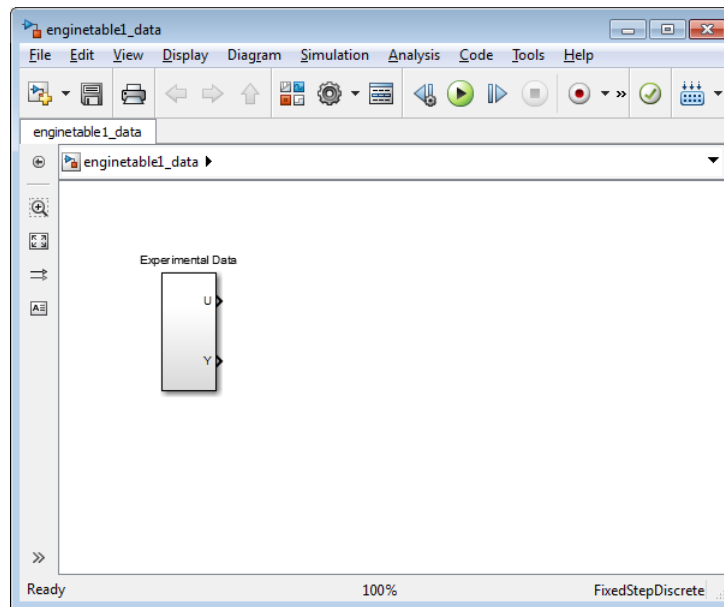 enginetable1_data
File Edit View Display Diagram Simulation Analysis Code Tools Help
enginetable1_data
enginetable1_data
Experimental Data
U
Y
Ready 100% FixedStepDiscrete